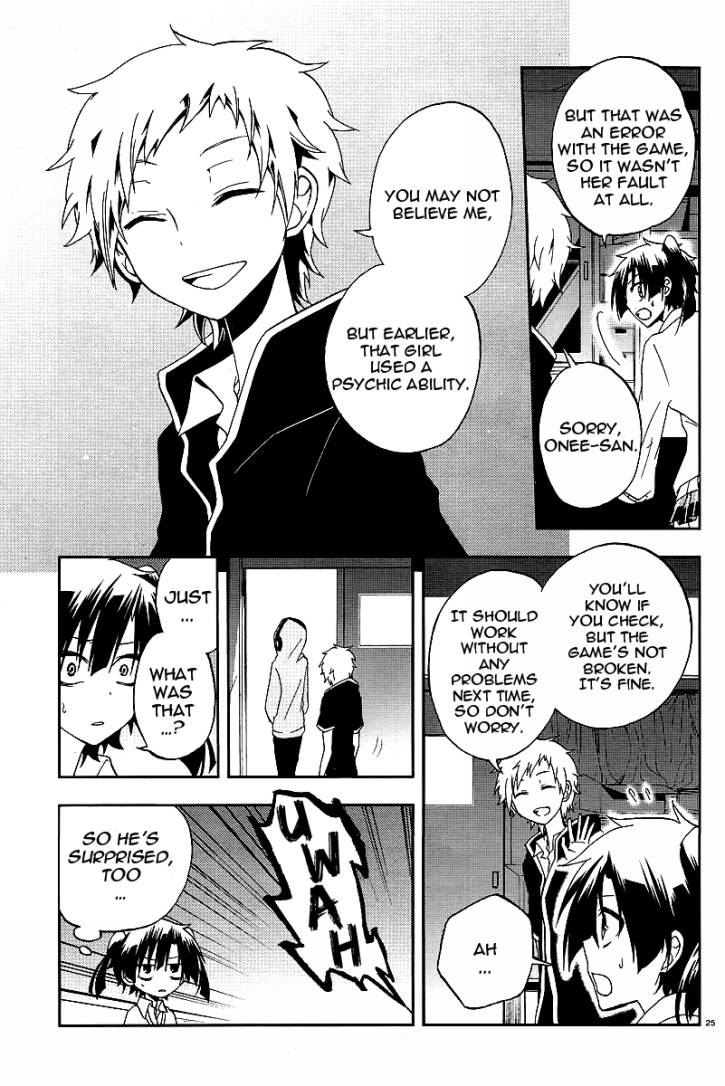 BUT THAT WAS
AN ERROR
WITH THE GAME,
SO IT WASN'T
HER FAULT
AT ALL.
SORRY,
ONEE-SAN.
YOU MAY NOT
BELIEVE ME,
BUT EARLIER,
THAT GIRL
USED A
PSYCHIC ABILITY.
YOU'LL
KNOW IF
YOU CHECK,
BUT THE
GAME'S NOT
BROKEN.
IT'S FINE.
IT SHOULD
WORK
WITHOUT
ANY
PROBLEMS
NEXT TIME,
SO DON'T
WORRY.
AH
...
JUST
...
WHAT
WAS
THAT
...?
UWAH
SO HE'S
SURPRISED,
TOO
...
25